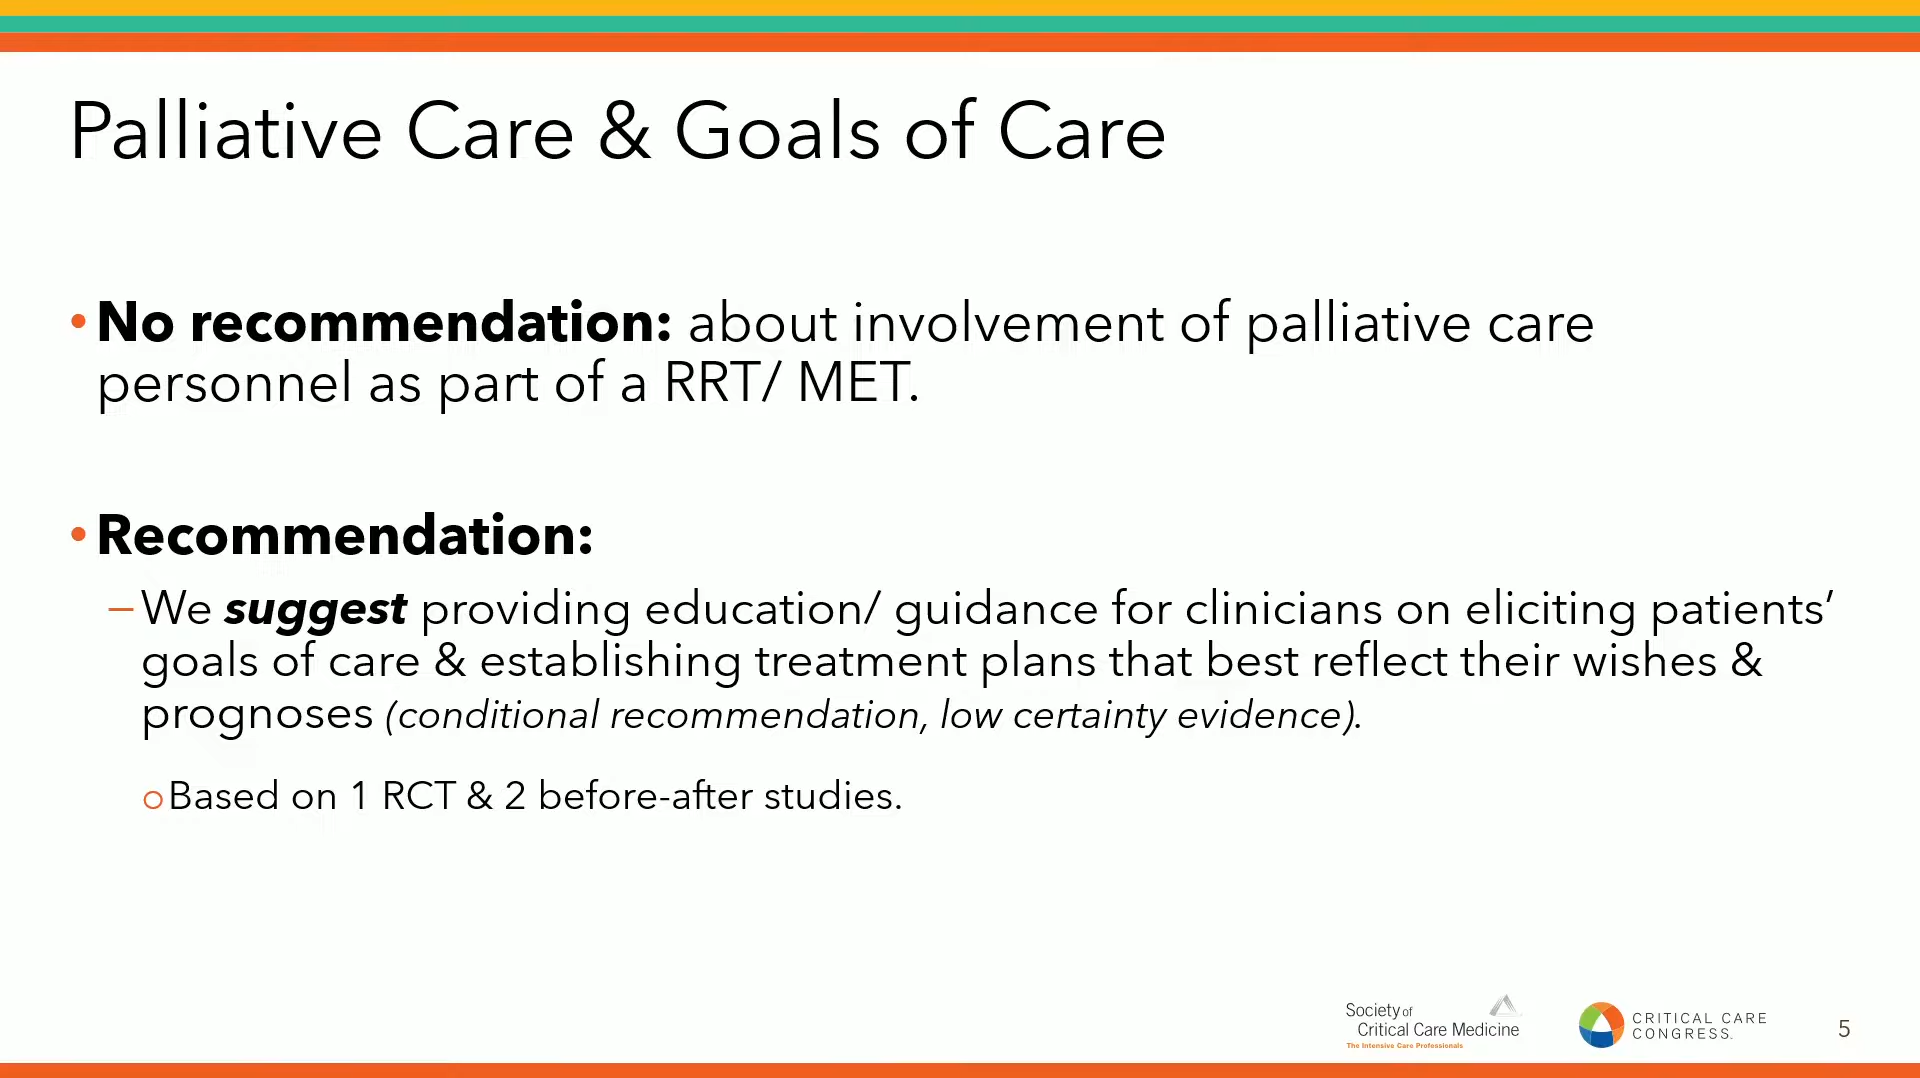 Palliative Care & Goals of Care
• No recommendation: about involvement of palliative care
personnel as part of a RRT/ MET.
• Recommendation:
– We suggest providing education/ guidance for clinicians on eliciting patients’
goals of care & establishing treatment plans that best reflect their wishes &
prognoses (conditional recommendation, low certainty evidence).
o Based on 1 RCT & 2 before-after studies.
Society of
Critical Care Medicine
The Intensive Care Professionals
CRITICAL CARE
CONGRESS.
5